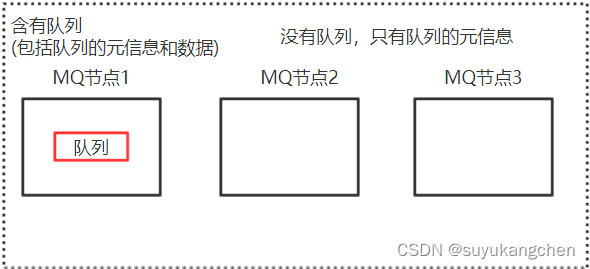 含有队列
(包括队列的元信息和数据)
没有队列，只有队列的元信息
MQ节点1
MQ节点2
MQ节点3
队列
CSDN @suyukangchen